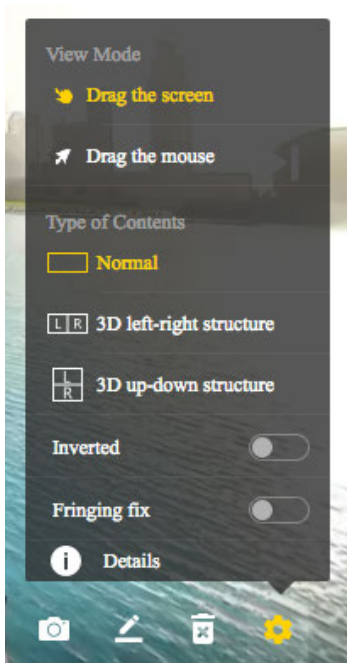 View Mode
Drag the screen
Drag the mouse
Type of Contents
Normal
L R 3D left-right structure
L
R 3D up-down structure
Inverted
Fringing fix
i Details